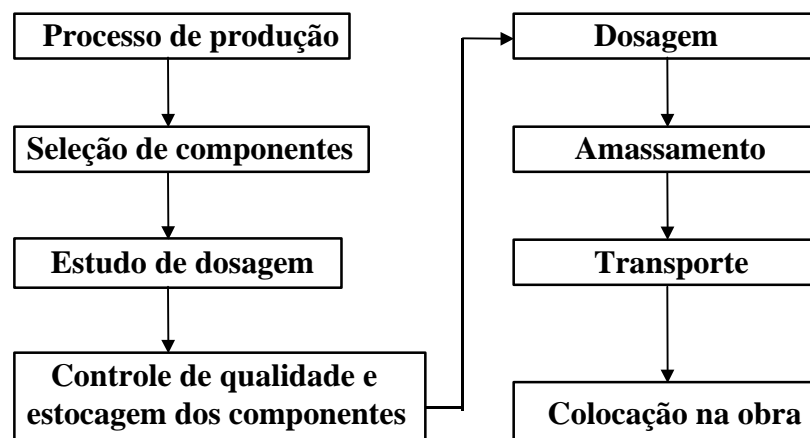 Processo de produção
Seleção de componentes
Estudo de dosagem
Controle de qualidade e
estocagem dos componentes
Dosagem
Amassamento
Transporte
Colocação na obra